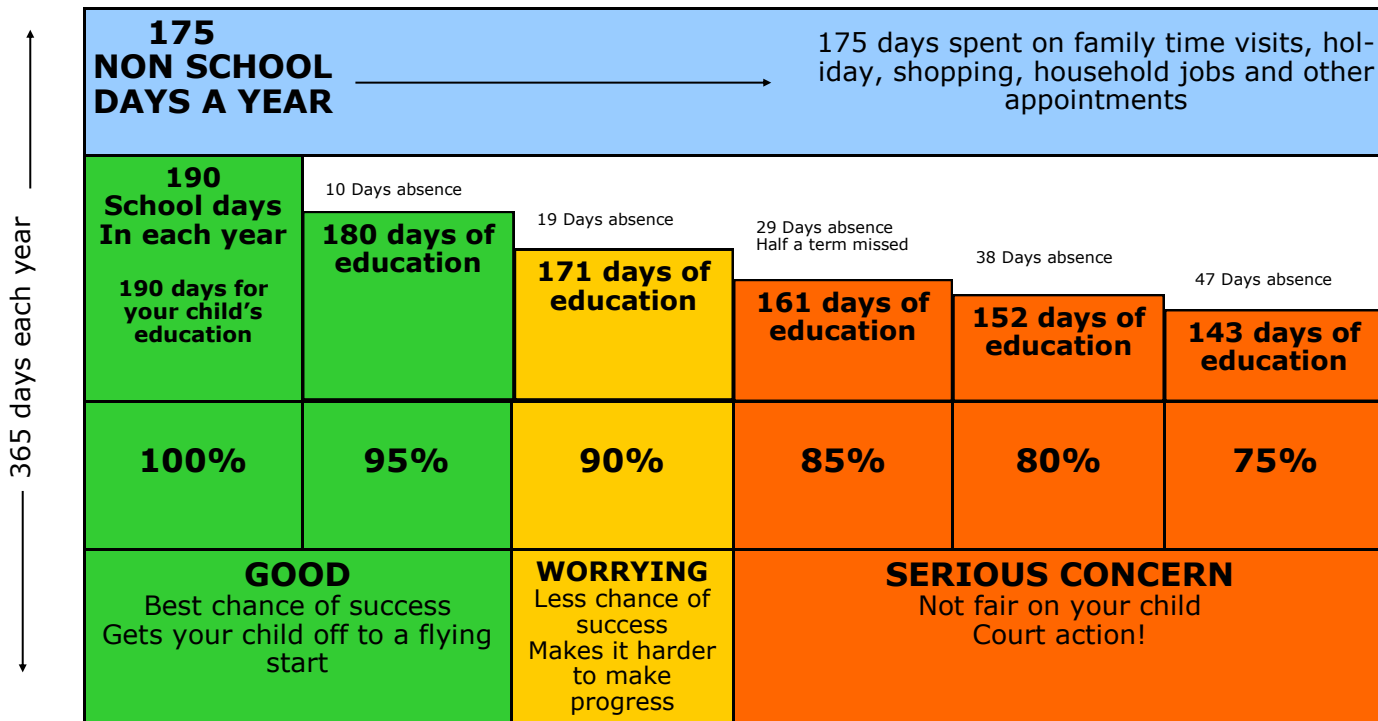 175
NON SCHOOL
DAYS A YEAR
175 days spent on family time visits, hol-
iday, shopping, household jobs and other
appointments
365 days each year
190
School days
In each year
190 days for
your child’s
education
10 Days absence
180 days of
education
19 Days absence
171 days of
education
29 Days absence
Half a term missed
161 days of
education
38 Days absence
152 days of
education
47 Days absence
143 days of
education
100%
95%
90%
85%
80%
75%
GOOD
Best chance of success
Gets your child off to a flying
start
WORRYING
Less chance of
success
Makes it harder
to make
progress
SERIOUS CONCERN
Not fair on your child
Court action!